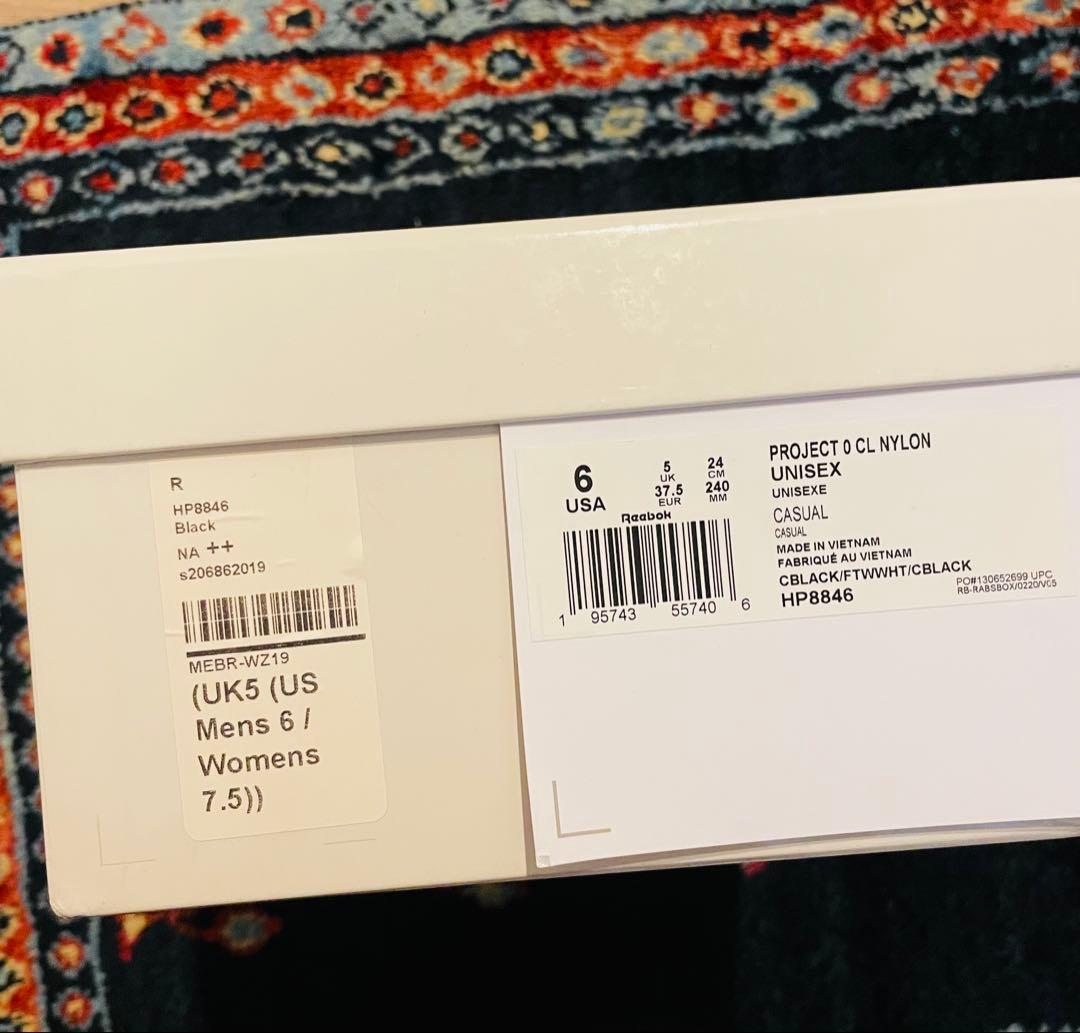 R
HP8846
Black
NA ++
s206862019
MEBR-WZ19
(UK5 (US
Mens 6 /
Womens
7.5))
6
USA
5
UK
37.5
EUR
24
CM
240
MM
Reebok
1 95743 55740 6
PROJECT 0 CL NYLON
UNISEX
UNISEXE
CASUAL
CASUAL
MADE IN VIETNAM
FABRIQUÉ AU VIETNAM
CBLACK/FTWWHT/CBLACK
HP8846
PO#130652699 UPC
RB-RABSBOX/0220/VC5